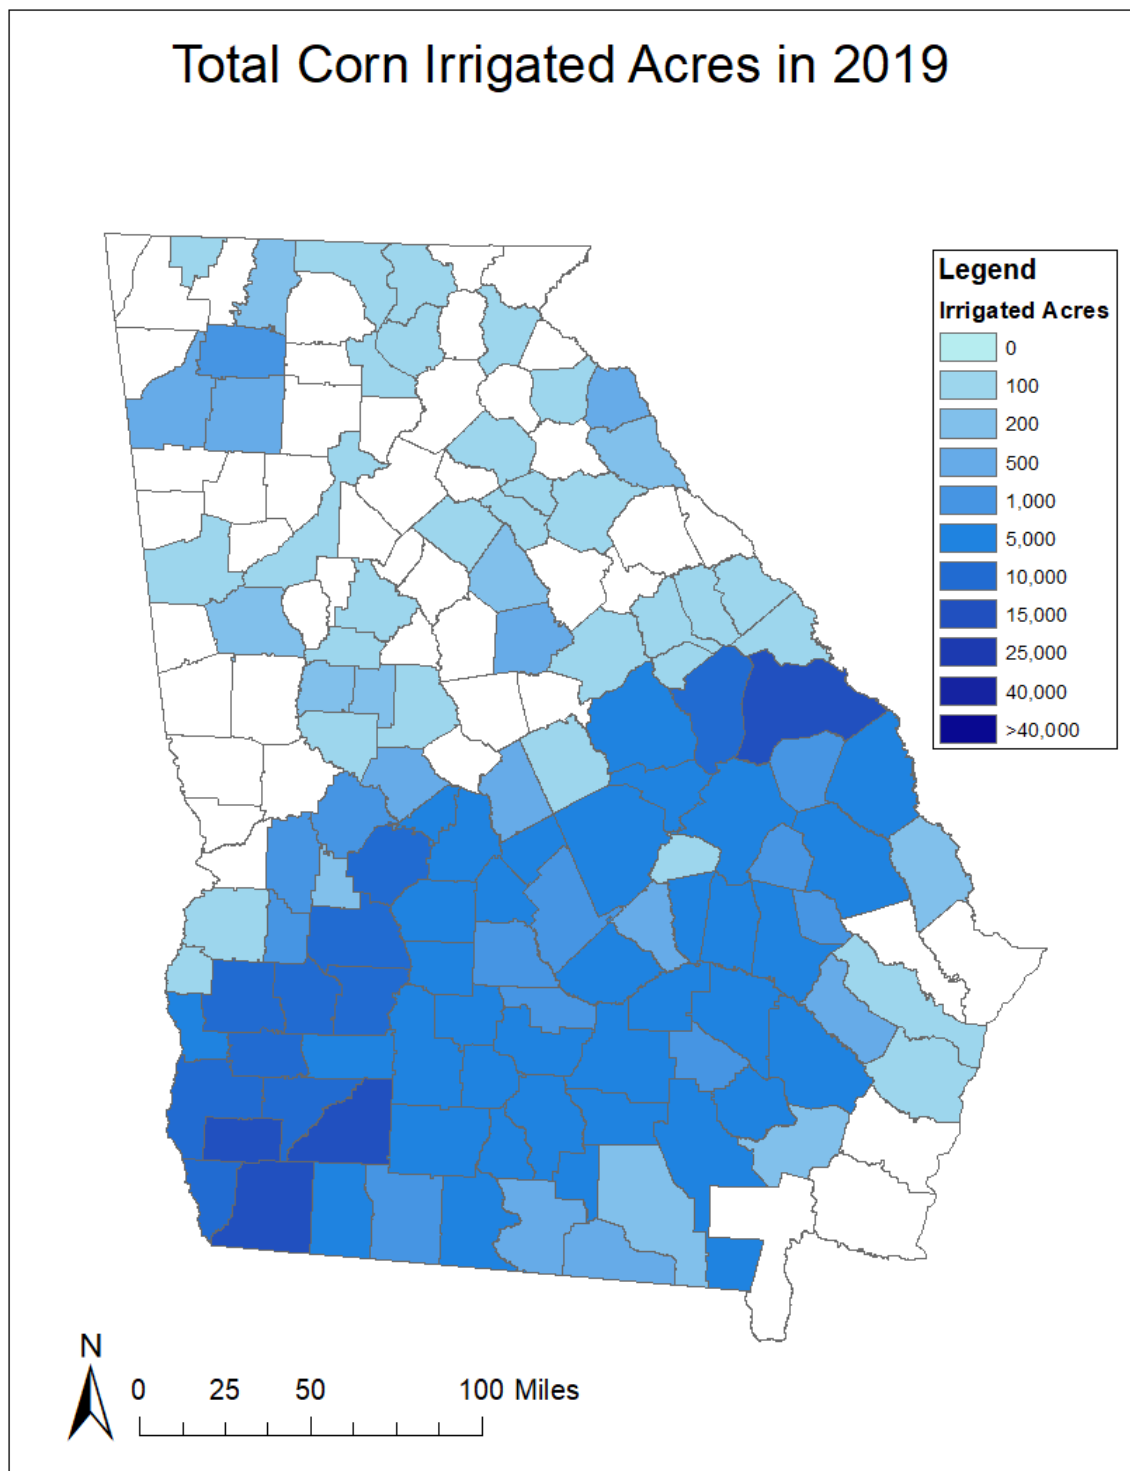 Total Corn Irrigated Acres in 2019
Legend
Irrigated Acres
0
100
200
500
1,000
5,000
10,000
15,000
25,000
40,000
>40,000
N
0 25 50 100 Miles